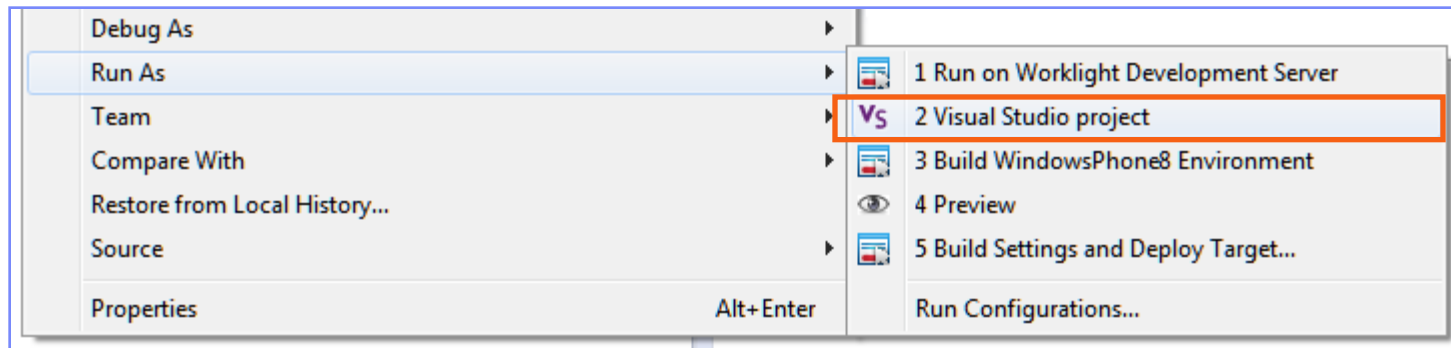 Debug As
Run As
Team
Compare With
Restore from Local History...
Source
Properties Alt+Enter
1 Run on Worklight Development Server
VS 2 Visual Studio project
3 Build WindowsPhone8 Environment
4 Preview
5 Build Settings and Deploy Target...
Run Configurations...